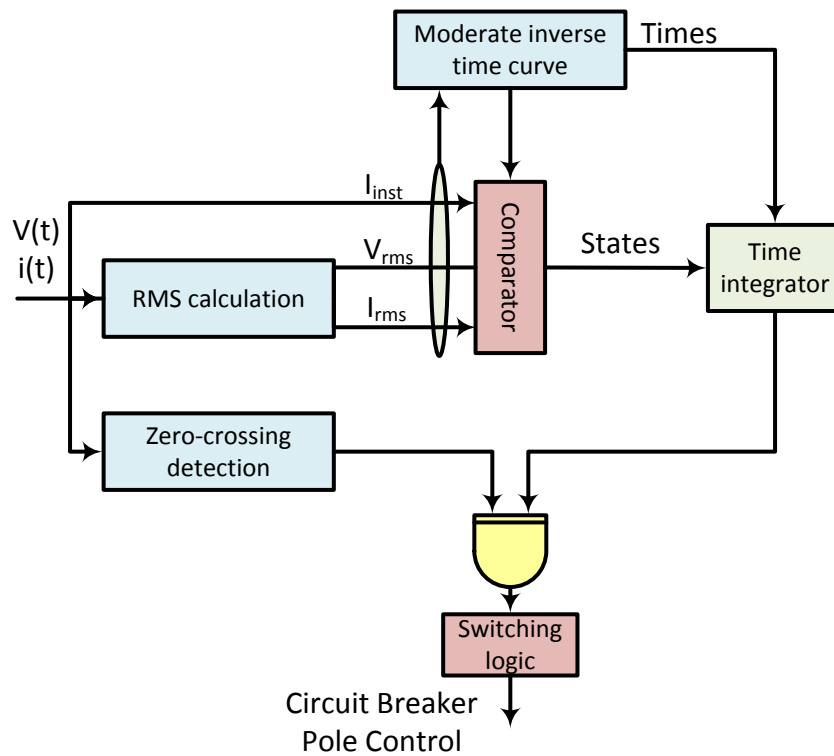 Moderate inverse
time curve
Times
I_inst
V(t)
i(t)
RMS calculation
V_rms
I_rms
Comparator
States
Time
integrator
Zero-crossing
detection
Switching
logic
Circuit Breaker
Pole Control